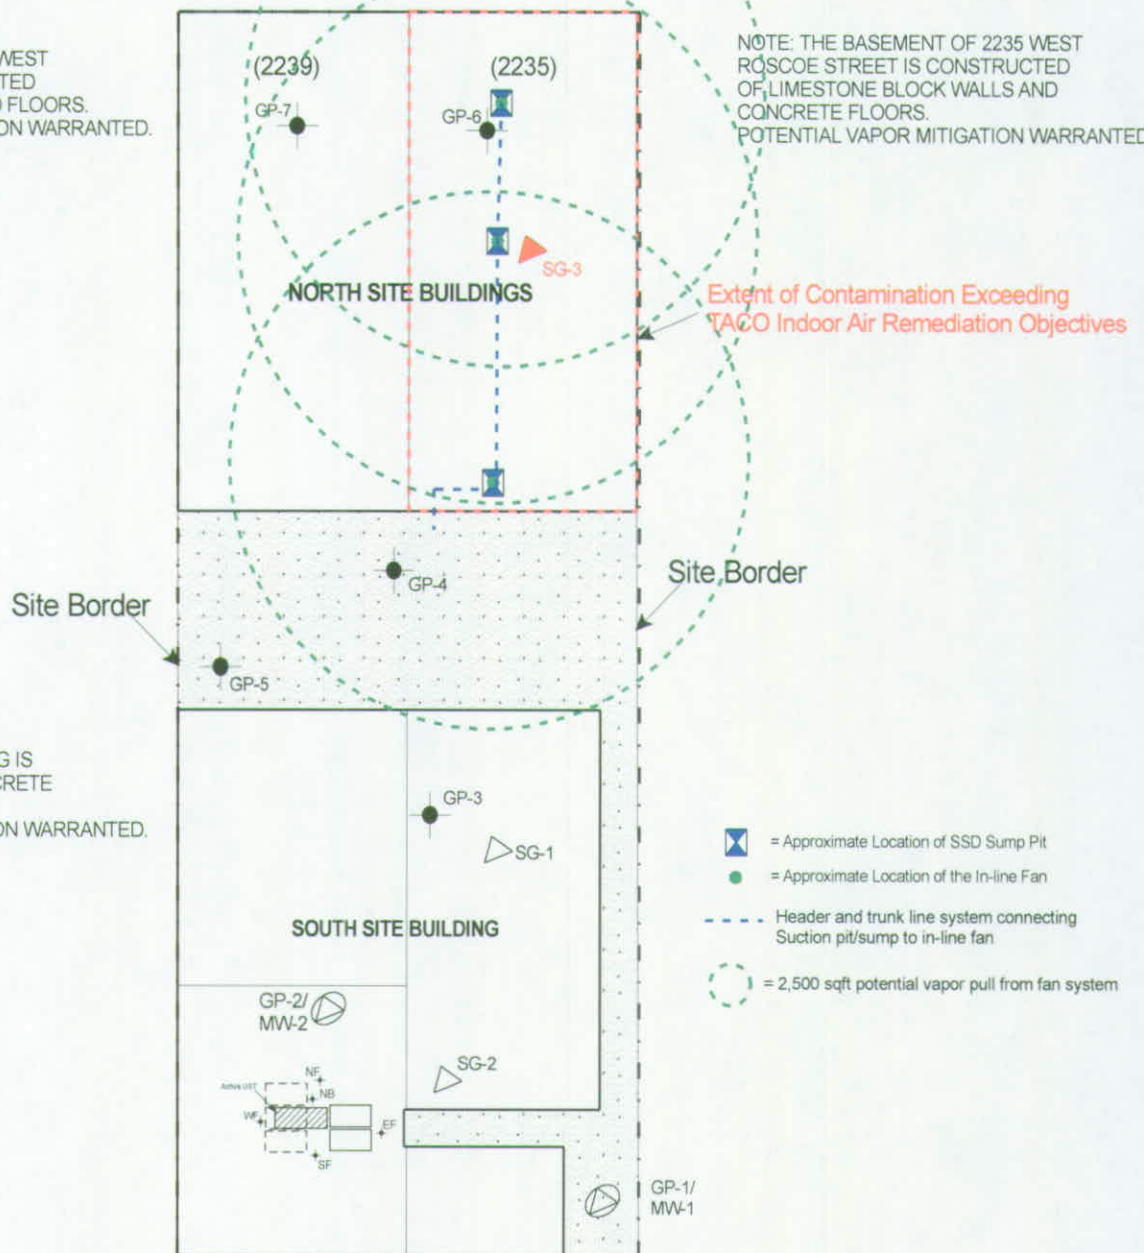 WEST
TED
FLOORS.
ON WARRANTED.
(2239)
(2235)
NOTE: THE BASEMENT OF 2235 WEST
ROSCOE STREET IS CONSTRUCTED
OF LIMESTONE BLOCK WALLS AND
CONCRETE FLOORS.
POTENTIAL VAPOR MITIGATION WARRANTED
GP-7
GP-6
SG-3
NORTH SITE BUILDINGS
Extent of Contamination Exceeding
TACO Indoor Air Remediation Objectives
GP-4
Site Border
Site Border
GP-5
G IS
CRETE
ON WARRANTED.
GP-3
SG-1
= Approximate Location of SSD Sump Pit
= Approximate Location of the In-line Fan
Header and trunk line system connecting
Suction pit/sump to in-line fan
= 2,500 sqft potential vapor pull from fan system
SOUTH SITE BUILDING
GP-2/
MW-2
SG-2
NF
NB
Active UST
WF
EF
SF
GP-1/
MW-1